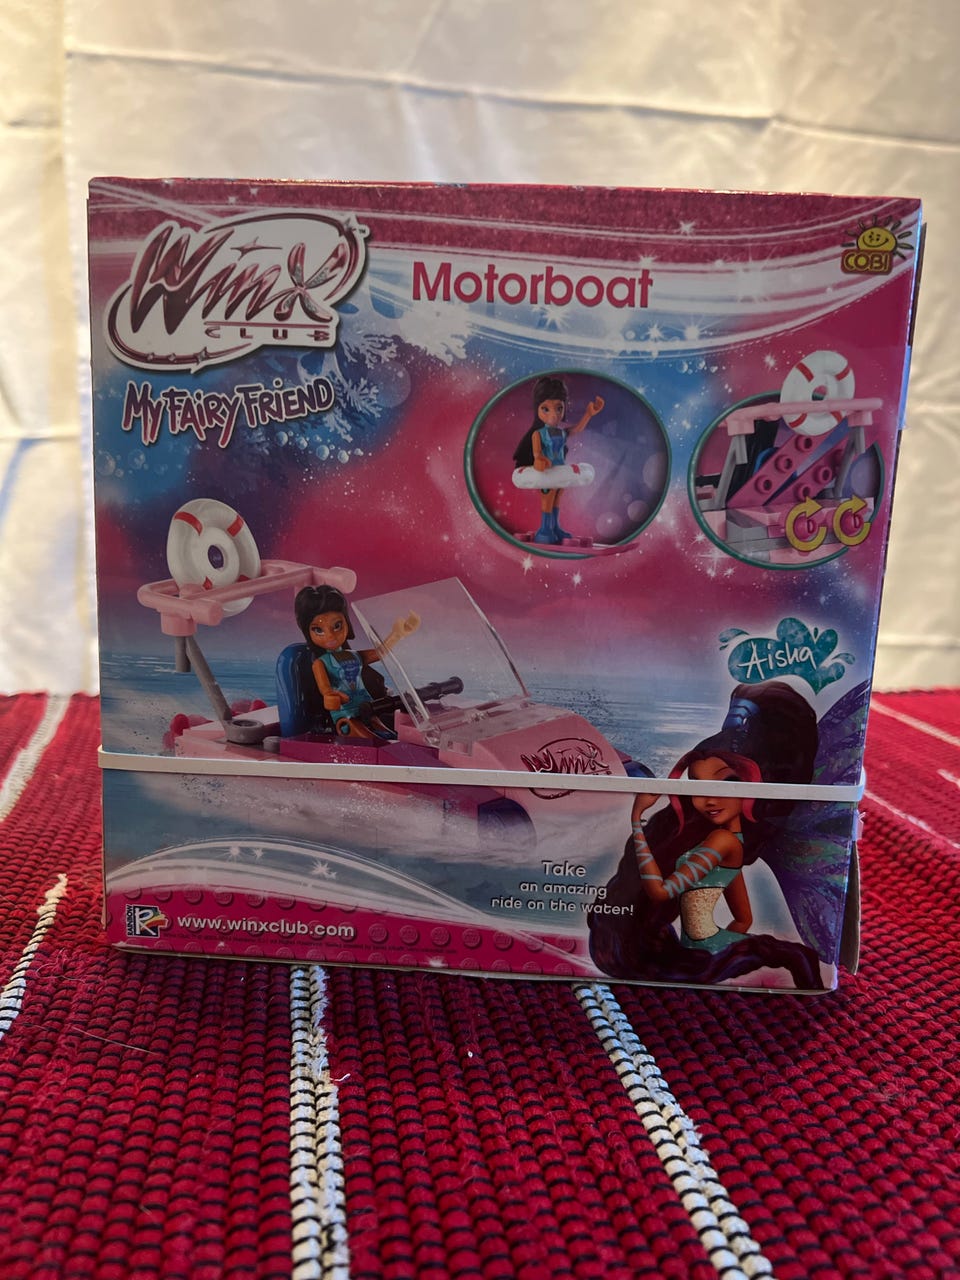 Winx
CLUB
Motorboat
COBI
MY FAIRY FRIEND
Aisha
Winx
Take
an amazing
ride on the water!
RAINBOW
www.winxclub.com